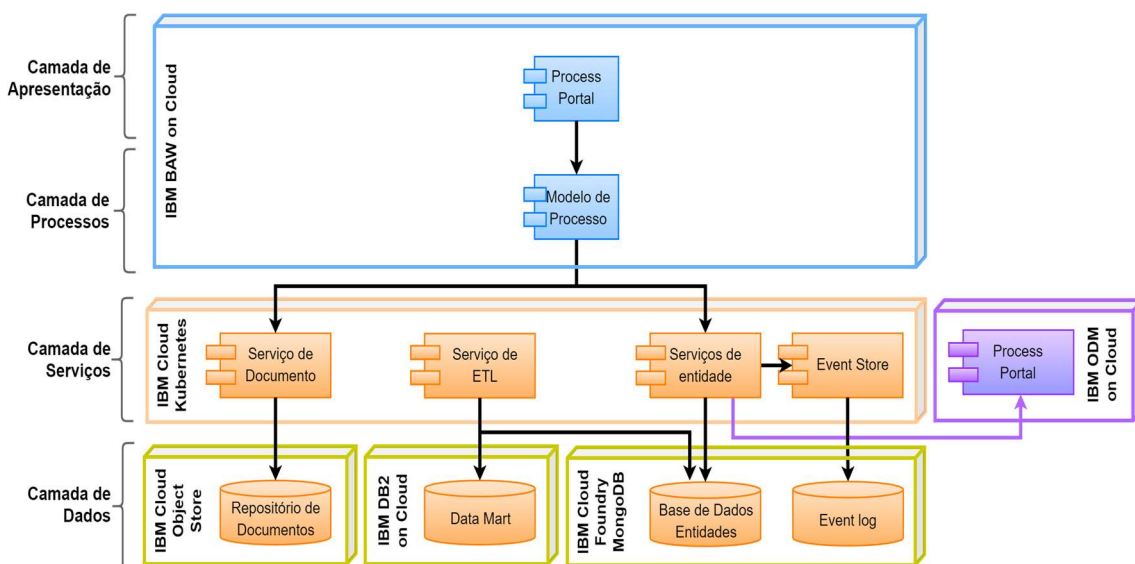 Camada de
Apresentação
IBM BAW on Cloud
Process
Portal
Camada de
Processos
Modelo de
Processo
Camada de
Serviços
IBM Cloud
Kubernetes
Serviço de
Documento
Serviço de
ETL
Serviços de
entidade
Event Store
Process
Portal
IBM ODM
on Cloud
Camada de
Dados
IBM Cloud
Object
Store
Repositório de
Documentos
IBM DB2
on Cloud
Data Mart
IBM Cloud
Foundry
MongoDB
Base de Dados
Entidades
Event log